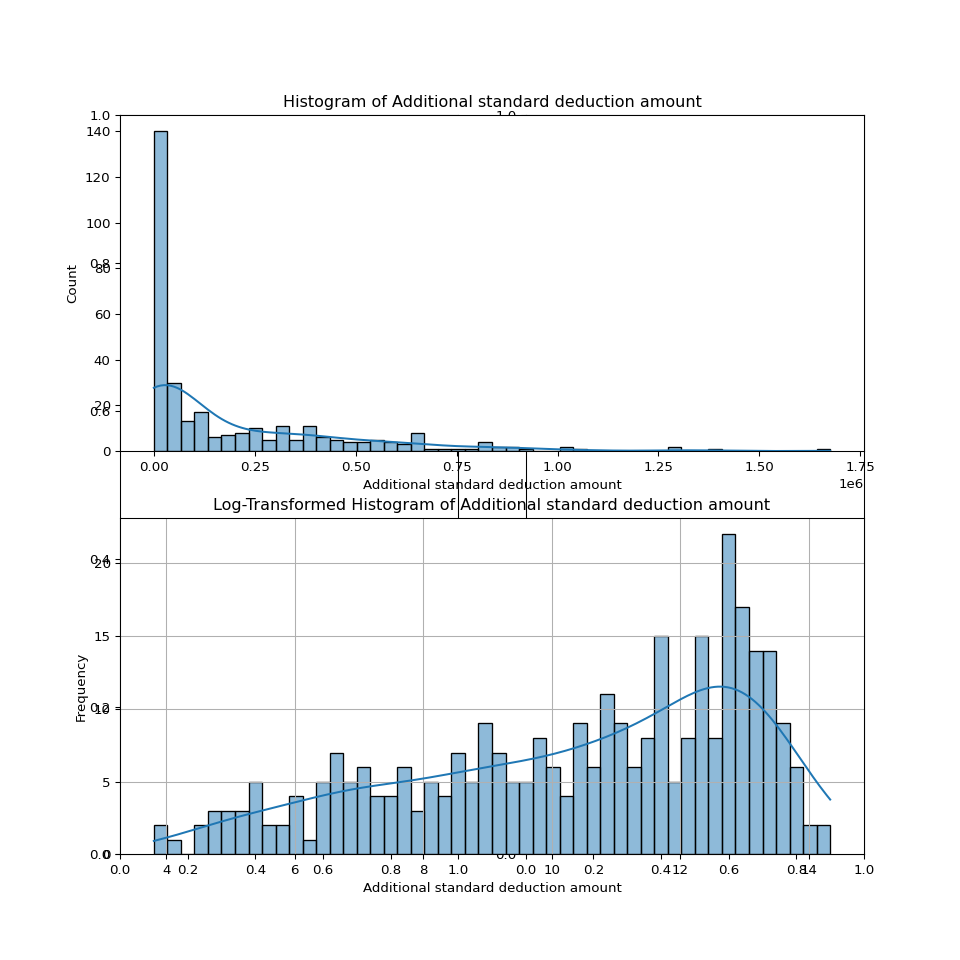 Histogram of Additional standard deduction amount
1.0
140
120
100
0.8
80
Count
60
40
20
0.6
0
0.00 0.25 0.50 0.75 1.00 1.25 1.50 1.75
1e6
Additional standard deduction amount
Log-Transformed Histogram of Additional standard deduction amount
0.4
20
15
Frequency
0.2
10
5
0.0
0
0.0
0.0 4 0.2 0.4 6 0.6 0.8 8 1.0 0.0 10 0.2 0.4 12 0.6 0.8 14 1.0
Additional standard deduction amount